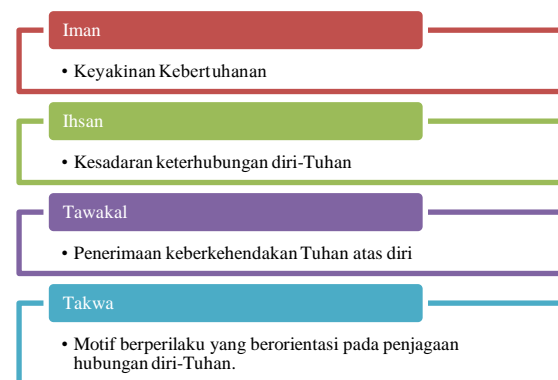 Iman
• Keyakinan Kebertuhanan
Ihsan
• Kesadaran keterhubungan diri-Tuhan
Tawakal
• Penerimaan keberkehendakan Tuhan atas diri
Takwa
• Motif berperilaku yang berorientasi pada penjagaan
hubungan diri-Tuhan.